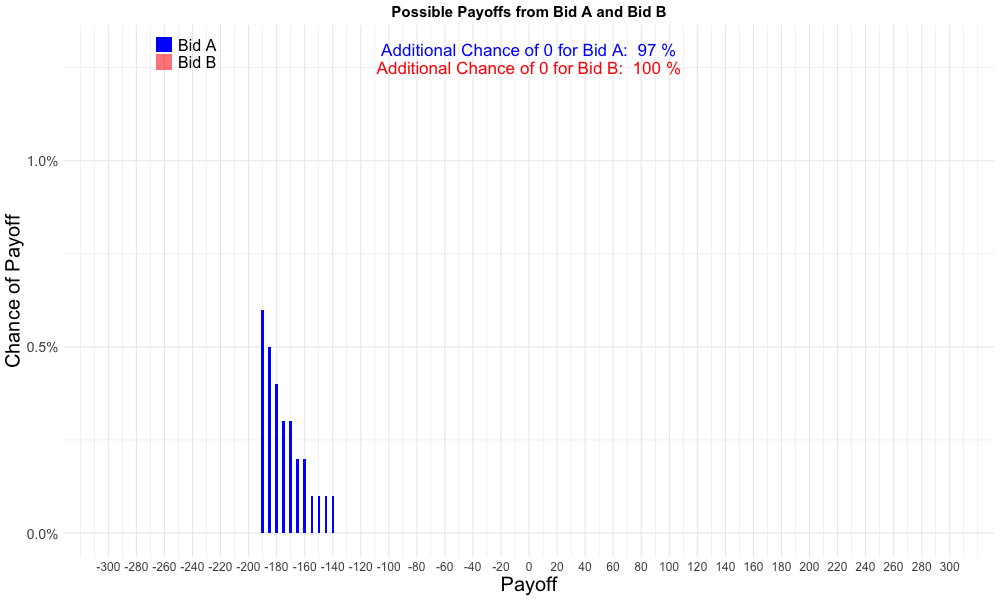 Possible Payoffs from Bid A and Bid B
Bid A
Bid B
Additional Chance of 0 for Bid A:  97 %
Additional Chance of 0 for Bid B:  100 %
Chance of Payoff
1.0%
0.5%
0.0%
-300 -280 -260 -240 -220 -200 -180 -160 -140 -120 -100 -80 -60 -40 -20 0 20 40 60 80 100 120 140 160 180 200 220 240 260 280 300
Payoff